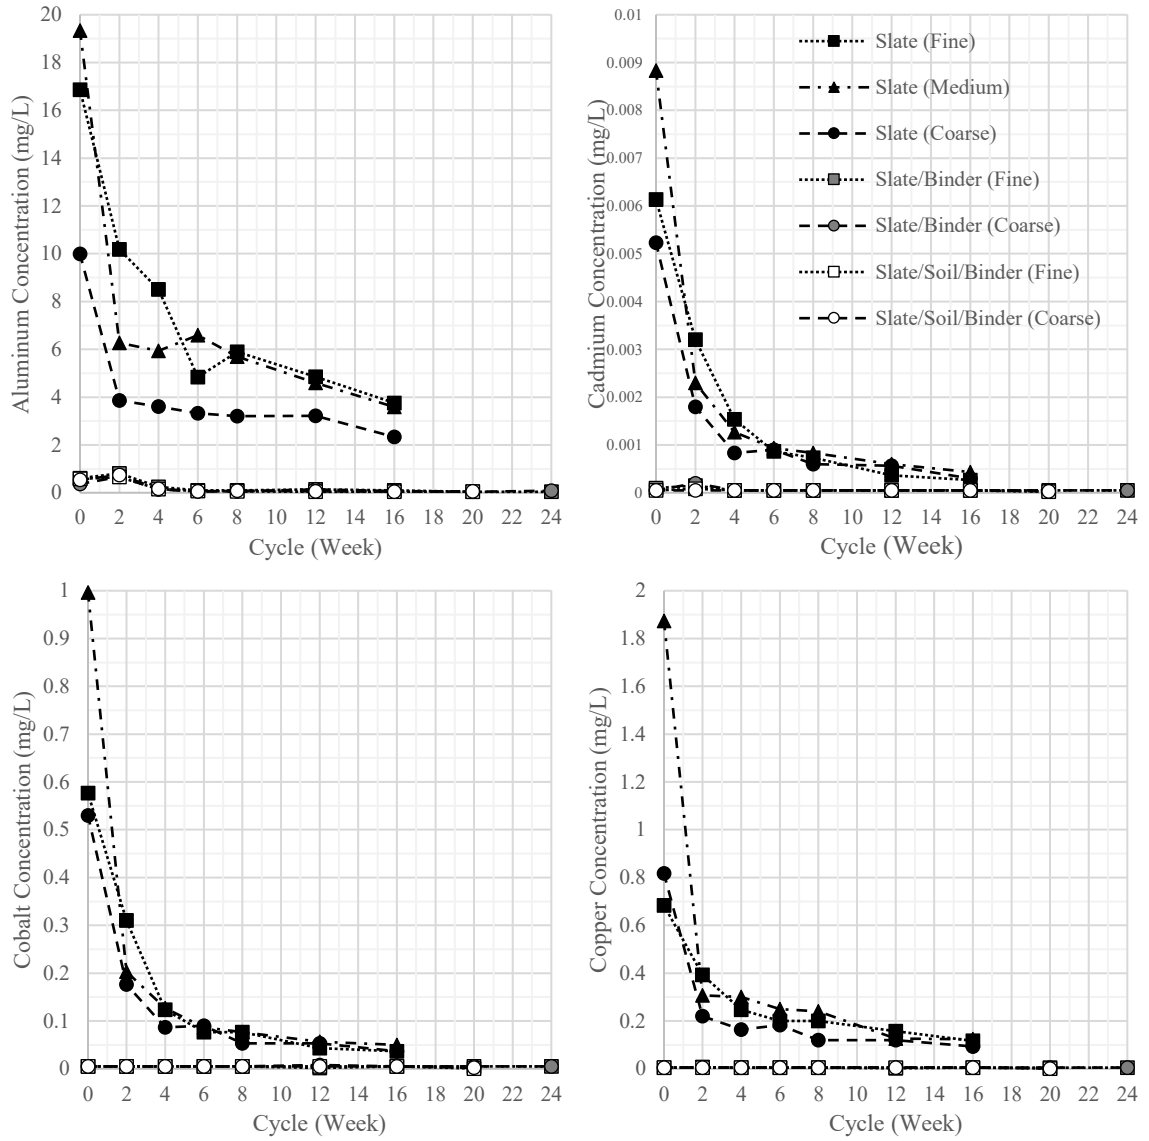 Aluminum Concentration (mg/L)
20
18
16
14
12
10
8
6
4
2
0
0 2 4 6 8 10 12 14 16 18 20 22 24
Cycle (Week)
Cadmium Concentration (mg/L)
0.01
0.009
0.008
0.007
0.006
0.005
0.004
0.003
0.002
0.001
0
0 2 4 6 8 10 12 14 16 18 20 22 24
Cycle (Week)
Slate (Fine)
Slate (Medium)
Slate (Coarse)
Slate/Binder (Fine)
Slate/Binder (Coarse)
Slate/Soil/Binder (Fine)
Slate/Soil/Binder (Coarse)
Cobalt Concentration (mg/L)
1
0.9
0.8
0.7
0.6
0.5
0.4
0.3
0.2
0.1
0
0 2 4 6 8 10 12 14 16 18 20 22 24
Cycle (Week)
Copper Concentration (mg/L)
2
1.8
1.6
1.4
1.2
1
0.8
0.6
0.4
0.2
0
0 2 4 6 8 10 12 14 16 18 20 22 24
Cycle (Week)